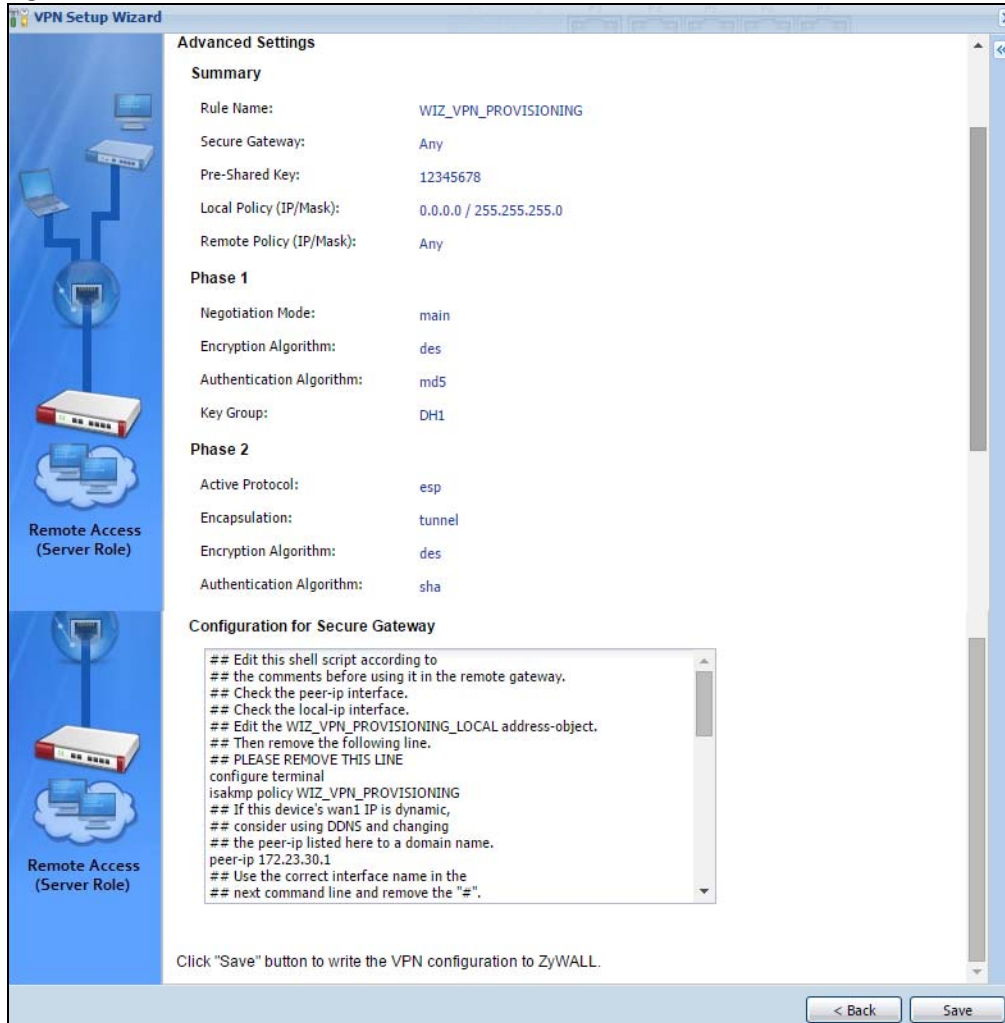 VPN Setup Wizard
Advanced Settings
Summary
Rule Name: WIZ_VPN_PROVISIONING
Secure Gateway: Any
Pre-Shared Key: 12345678
Local Policy (IP/Mask): 0.0.0.0 / 255.255.255.0
Remote Policy (IP/Mask): Any
Phase 1
Negotiation Mode: main
Encryption Algorithm: des
Authentication Algorithm: md5
Key Group: DH1
Phase 2
Active Protocol: esp
Encapsulation: tunnel
Encryption Algorithm: des
Authentication Algorithm: sha
Remote Access
(Server Role)
Configuration for Secure Gateway
## Edit this shell script according to
## the comments before using it in the remote gateway.
## Check the peer-ip interface.
## Check the local-ip interface.
## Edit the WIZ_VPN_PROVISIONING_LOCAL address-object.
## Then remove the following line.
## PLEASE REMOVE THIS LINE
configure terminal
isakmp policy WIZ_VPN_PROVISIONING
## If this device's wan1 IP is dynamic,
## consider using DDNS and changing
## the peer-ip listed here to a domain name.
peer-ip 172.23.30.1
## Use the correct interface name in the
## next command line and remove the "#".
Remote Access
(Server Role)
Click "Save" button to write the VPN configuration to ZyWALL.
< Back
Save